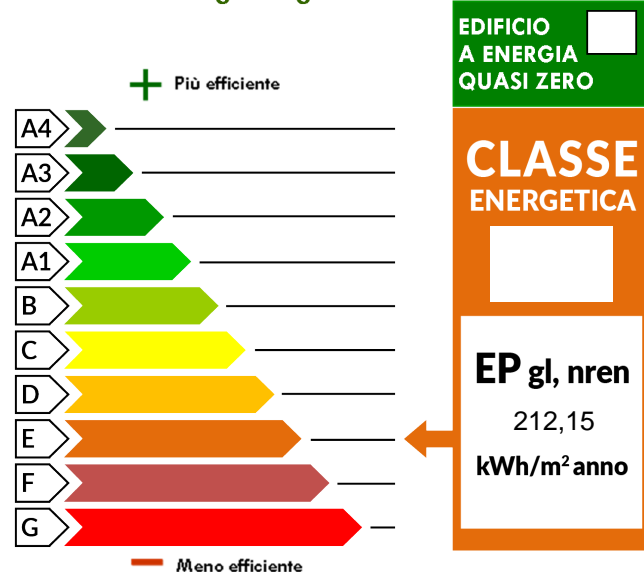 Più efficiente
A4
A3
A2
A1
B
C
D
E
F
G
Meno efficiente
EDIFICIO
A ENERGIA
QUASI ZERO
CLASSE
ENERGETICA
EP gl, nren
212,15
kWh/m² anno